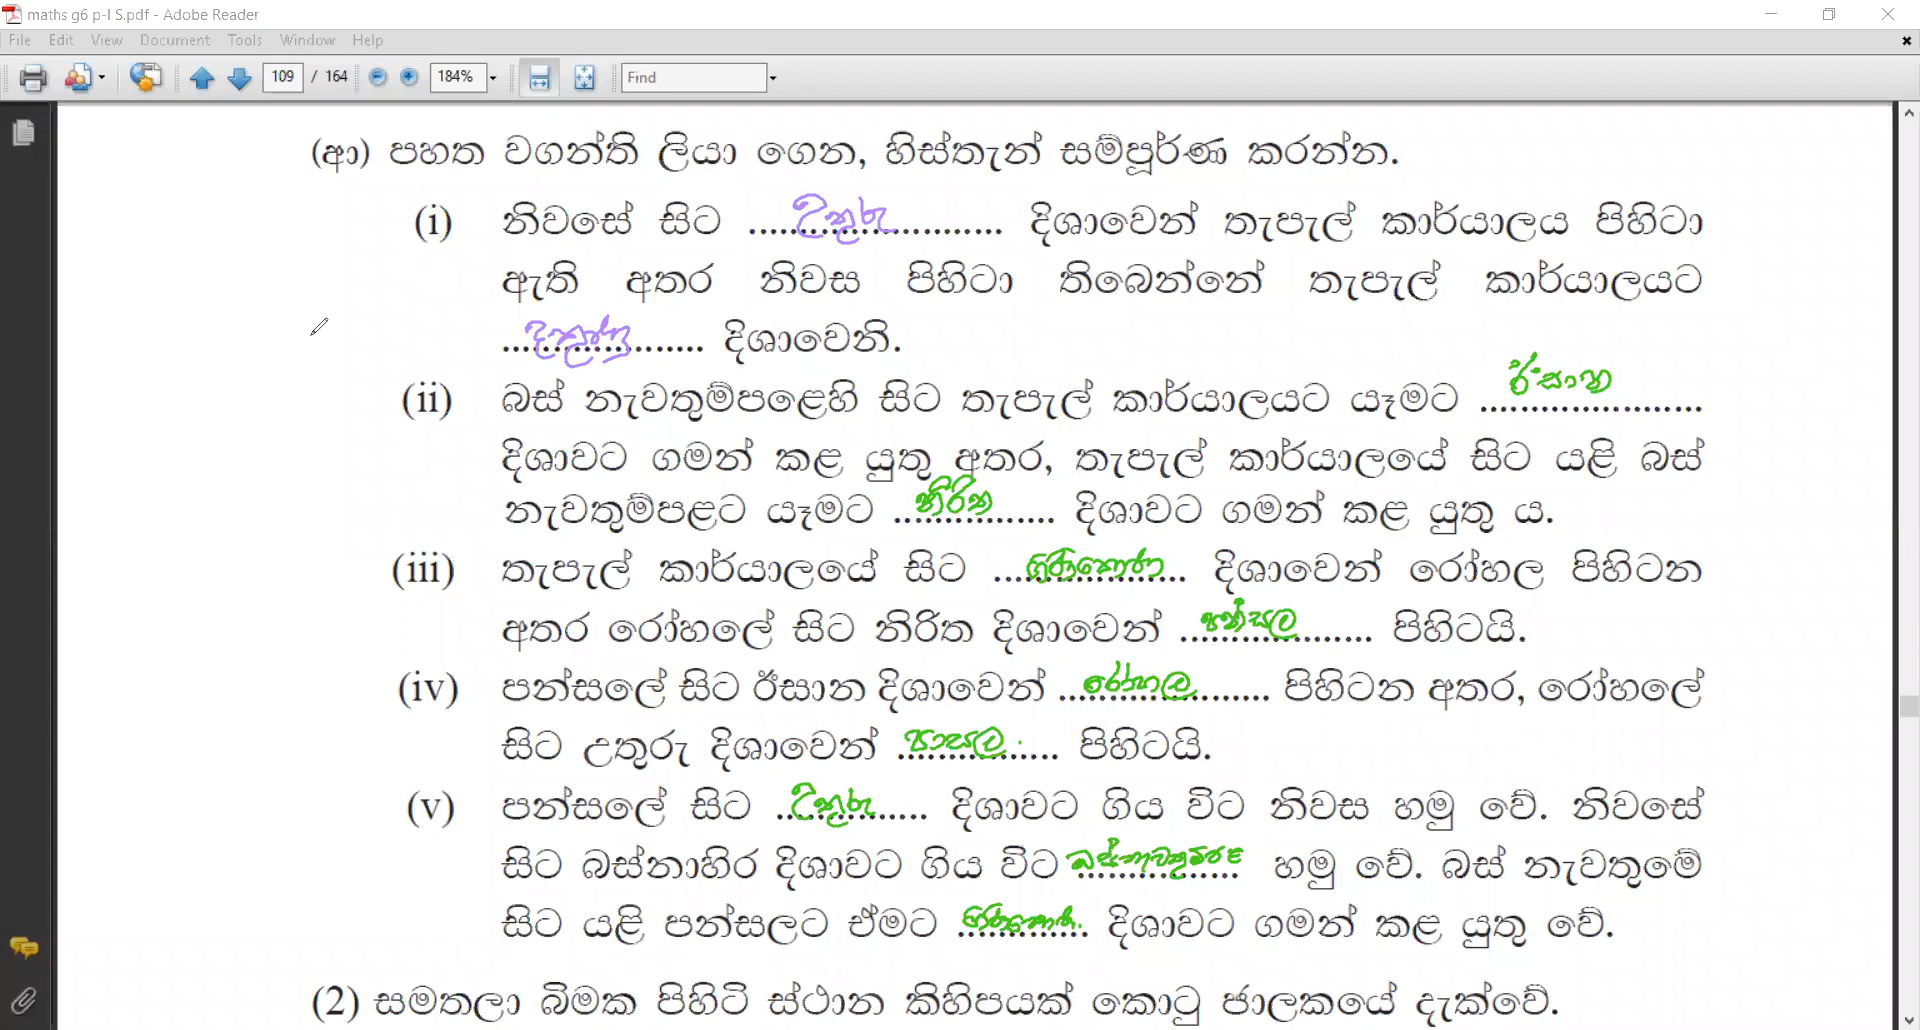 maths g6 p-I S.pdf - Adobe Reader
File Edit View Document Tools Window Help
109 / 164 184% Find
(ආ) පහත වගන්ති ලියා ගෙන, හිස්තැන් සම්පූර්ණ කරන්න.
(i) නිවසේ සිට ....උතුරු.... දිශාවෙන් තැපැල් කාර්යාලය පිහිටා
ඇති අතර නිවස පිහිටා තිබෙන්නේ තැපැල් කාර්යාලයට
....දකුණු.... දිශාවෙනි.
(ii) බස් නැවතුම්පළෙහි සිට තැපැල් කාර්යාලයට යෑමට ....ඊසාන....
දිශාවට ගමන් කළ යුතු අතර, තැපැල් කාර්යාලයේ සිට යළි බස්
නැවතුම්පළට යෑමට ....නිරිත.... දිශාවට ගමන් කළ යුතු ය.
(iii) තැපැල් කාර්යාලයේ සිට ....ගිණිකොණ.... දිශාවෙන් රෝහල පිහිටන
අතර රෝහලේ සිට නිරිත දිශාවෙන් ....පන්සල.... පිහිටයි.
(iv) පන්සලේ සිට ඊසාන දිශාවෙන් ....රෝහල.... පිහිටන අතර, රෝහලේ
සිට උතුරු දිශාවෙන් ....පාසල.... පිහිටයි.
(v) පන්සලේ සිට ....උතුරු.... දිශාවට ගිය විට නිවස හමු වේ. නිවසේ
සිට බස්නාහිර දිශාවට ගිය විට ....බස්නැවතුම්පළ.... හමු වේ. බස් නැවතුමේ
සිට යළි පන්සලට ඒමට ....ගිණිකොණ.... දිශාවට ගමන් කළ යුතු වේ.
(2) සමතලා බිමක පිහිටි ස්ථාන කිහිපයක් කොටු ජාලකයේ දැක්වේ.